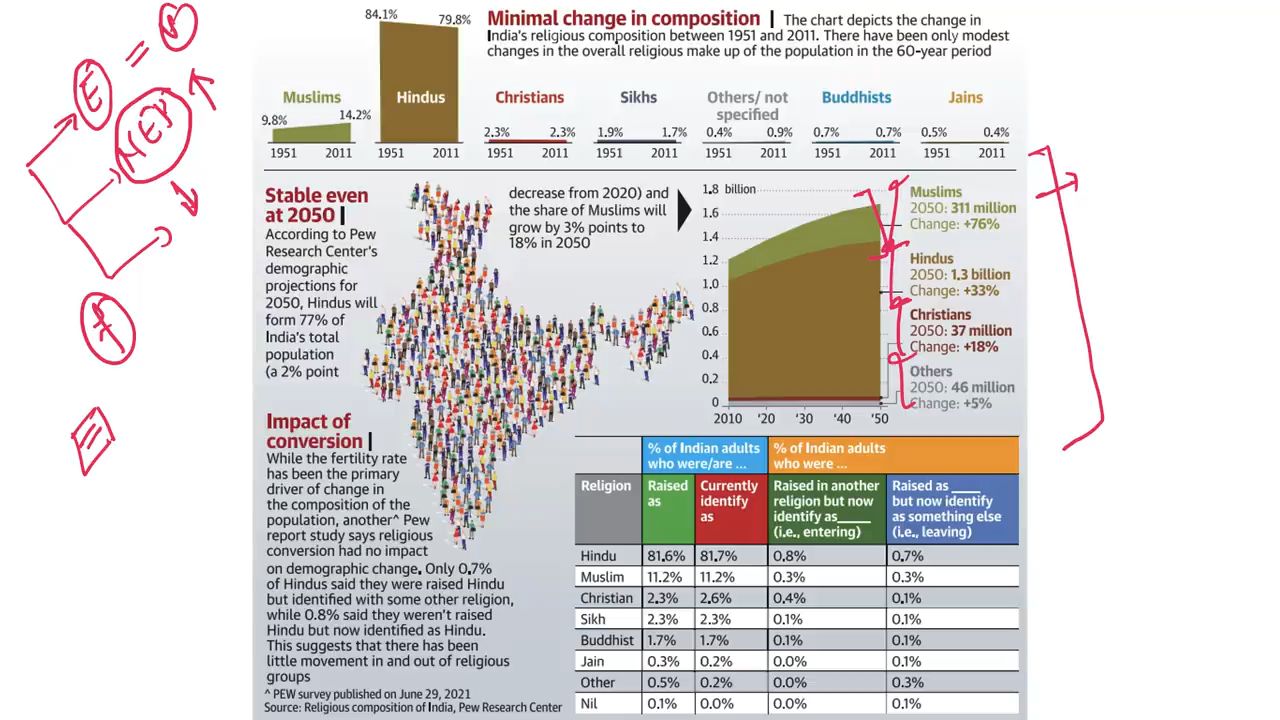 Minimal change in composition | The chart depicts the change in
India's religious composition between 1951 and 2011. There have been only modest
changes in the overall religious make up of the population in the 60-year period
84.1% 79.8%
Muslims Hindus Christians Sikhs Others/ not
specified Buddhists Jains
9.8% 14.2% 2.3% 2.3% 1.9% 1.7% 0.4% 0.9% 0.7% 0.7% 0.5% 0.4%
1951 2011 1951 2011 1951 2011 1951 2011 1951 2011 1951 2011 1951 2011
Stable even
at 2050 |
According to Pew
Research Center's
demographic
projections for
2050, Hindus will
form 77% of
India's total
population
(a 2% point
decrease from 2020) and
the share of Muslims will
grow by 3% points to
18% in 2050
1.8 billion
1.6
1.4
1.2
1.0
0.8
0.6
0.4
0.2
0
2010 '20 '30 '40 '50
Muslims
2050: 311 million
Change: +76%
Hindus
2050: 1.3 billion
Change: +33%
Christians
2050: 37 million
Change: +18%
Others
2050: 46 million
Change: +5%
Impact of
conversion |
While the fertility rate
has been the primary
driver of change in
the composition of the
population, another^ Pew
report study says religious
conversion had no impact
on demographic change. Only 0.7%
of Hindus said they were raised Hindu
but identified with some other religion,
while 0.8% said they weren't raised
Hindu but now identified as Hindu.
This suggests that there has been
little movement in and out of religious
groups
^ PEW survey published on June 29, 2021
Source: Religious composition of India, Pew Research Center
% of Indian adults
who were/are ...
% of Indian adults
who were ...
Religion
Raised
as
Currently
identify
as
Raised in another
religion but now
identify as_____
(i.e., entering)
Raised as ____
but now identify
as something else
(i.e., leaving)
Hindu 81.6% 81.7% 0.8% 0.7%
Muslim 11.2% 11.2% 0.3% 0.3%
Christian 2.3% 2.6% 0.4% 0.1%
Sikh 2.3% 2.3% 0.1% 0.1%
Buddhist 1.7% 1.7% 0.1% 0.1%
Jain 0.3% 0.2% 0.0% 0.1%
Other 0.5% 0.2% 0.0% 0.3%
Nil 0.1% 0.0% 0.0% 0.1%